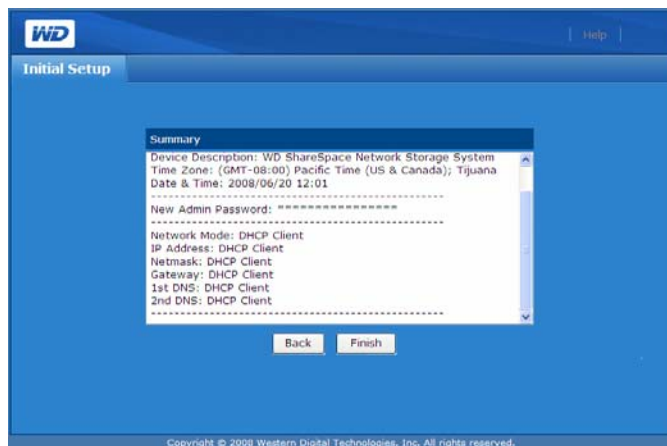 WD
| Help |
Initial Setup
Summary
Device Description: WD ShareSpace Network Storage System
Time Zone: (GMT-08:00) Pacific Time (US & Canada); Tijuana
Date & Time: 2008/06/20 12:01
------------------------------------------------
New Admin Password: ****************
------------------------------------------------
Network Mode: DHCP Client
IP Address: DHCP Client
Netmask: DHCP Client
Gateway: DHCP Client
1st DNS: DHCP Client
2nd DNS: DHCP Client
------------------------------------------------
Back Finish
Copyright © 2008 Western Digital Technologies, Inc. All rights reserved.